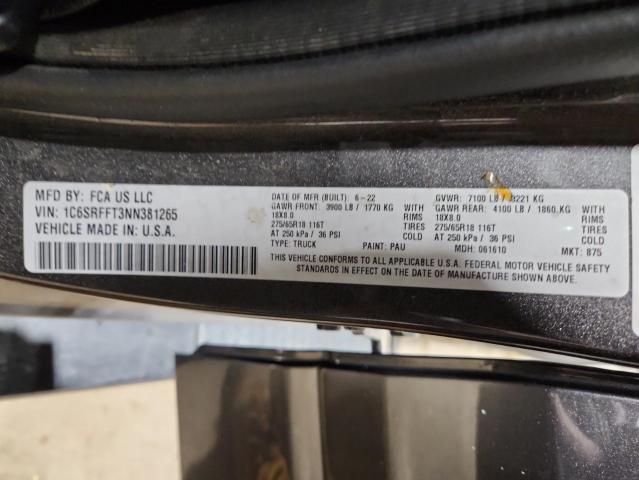 MFD BY: FCA US LLC
VIN: 1C6SRFFT3NN381265
VEHICLE MADE IN: U.S.A.
DATE OF MFR (BUILT): 6-22 GVWR: 7100 LB / 3221 KG
GAWR FRONT: 3900 LB / 1770 KG GAWR REAR: 4100 LB / 1860 KG
18X8.0 RIMS 18X8.0 RIMS
275/65R18 116T TIRES 275/65R18 116T TIRES
AT 250 kPa / 36 PSI COLD AT 250 kPa / 36 PSI COLD
TYPE: TRUCK PAINT: PAU MDH: 061610 MKT: 875
THIS VEHICLE CONFORMS TO ALL APPLICABLE U.S.A. FEDERAL MOTOR VEHICLE SAFETY
STANDARDS IN EFFECT ON THE DATE OF MANUFACTURE SHOWN ABOVE.